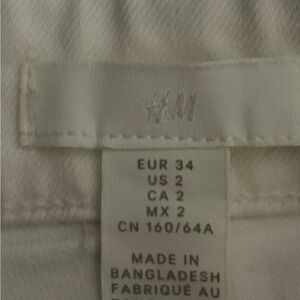 H&M
EUR 34
US 2
CA 2
MX 2
CN 160/64A
MADE IN
BANGLADESH
FABRIQUÉ AU